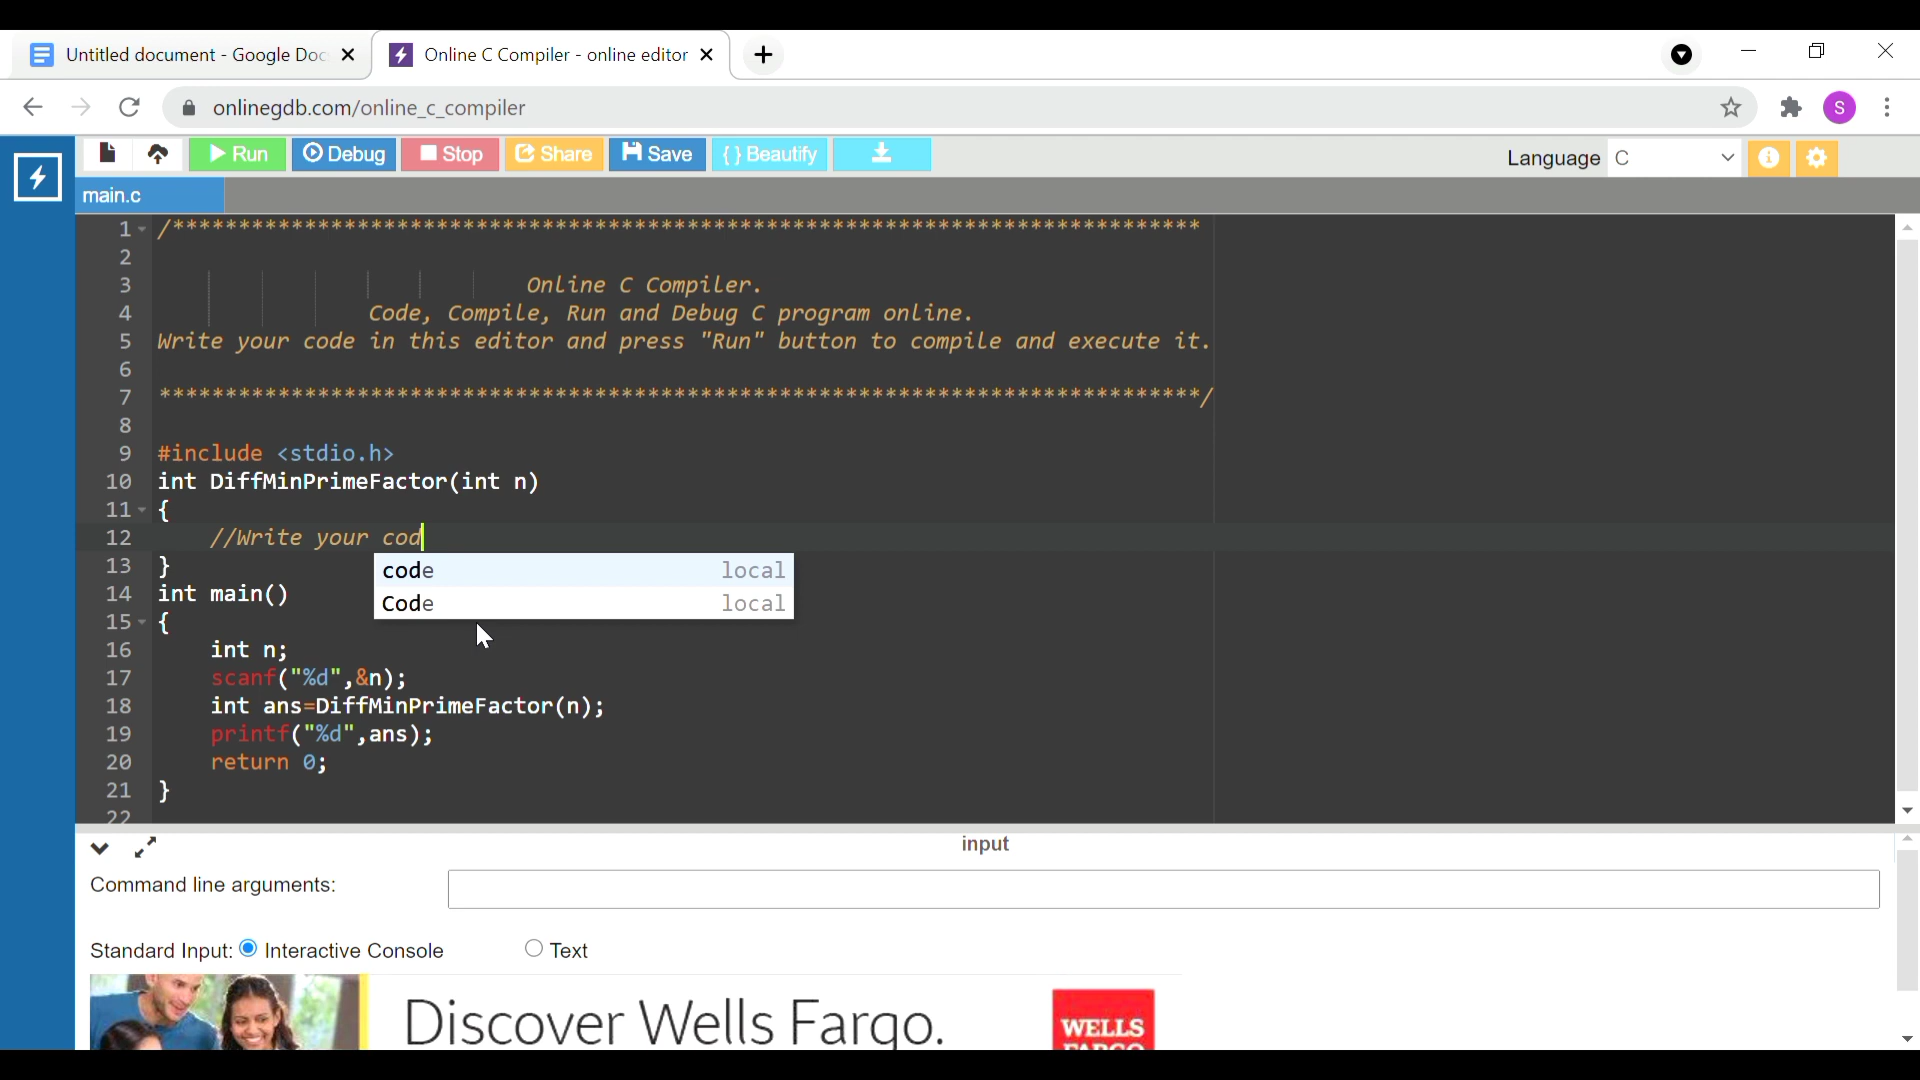 Untitled document - Google Doc
Online C Compiler - online editor
onlinegdb.com/online_c_compiler
S
Run Debug Stop Share Save { } Beautify
Language C
main.c
1 /******************************************************************************
2
3 Online C Compiler.
4 Code, Compile, Run and Debug C program online.
5 Write your code in this editor and press "Run" button to compile and execute it.
6
7 *******************************************************************************/
8
9 #include <stdio.h>
10 int DiffMinPrimeFactor(int n)
11 {
12 //Write your cod
code local
Code local
13 }
14 int main()
15 {
16 int n;
17 scanf("%d",&n);
18 int ans=DiffMinPrimeFactor(n);
19 printf("%d",ans);
20 return 0;
21 }
22
input
Command line arguments:
Standard Input: Interactive Console Text
Discover Wells Fargo.
WELLS
FARGO